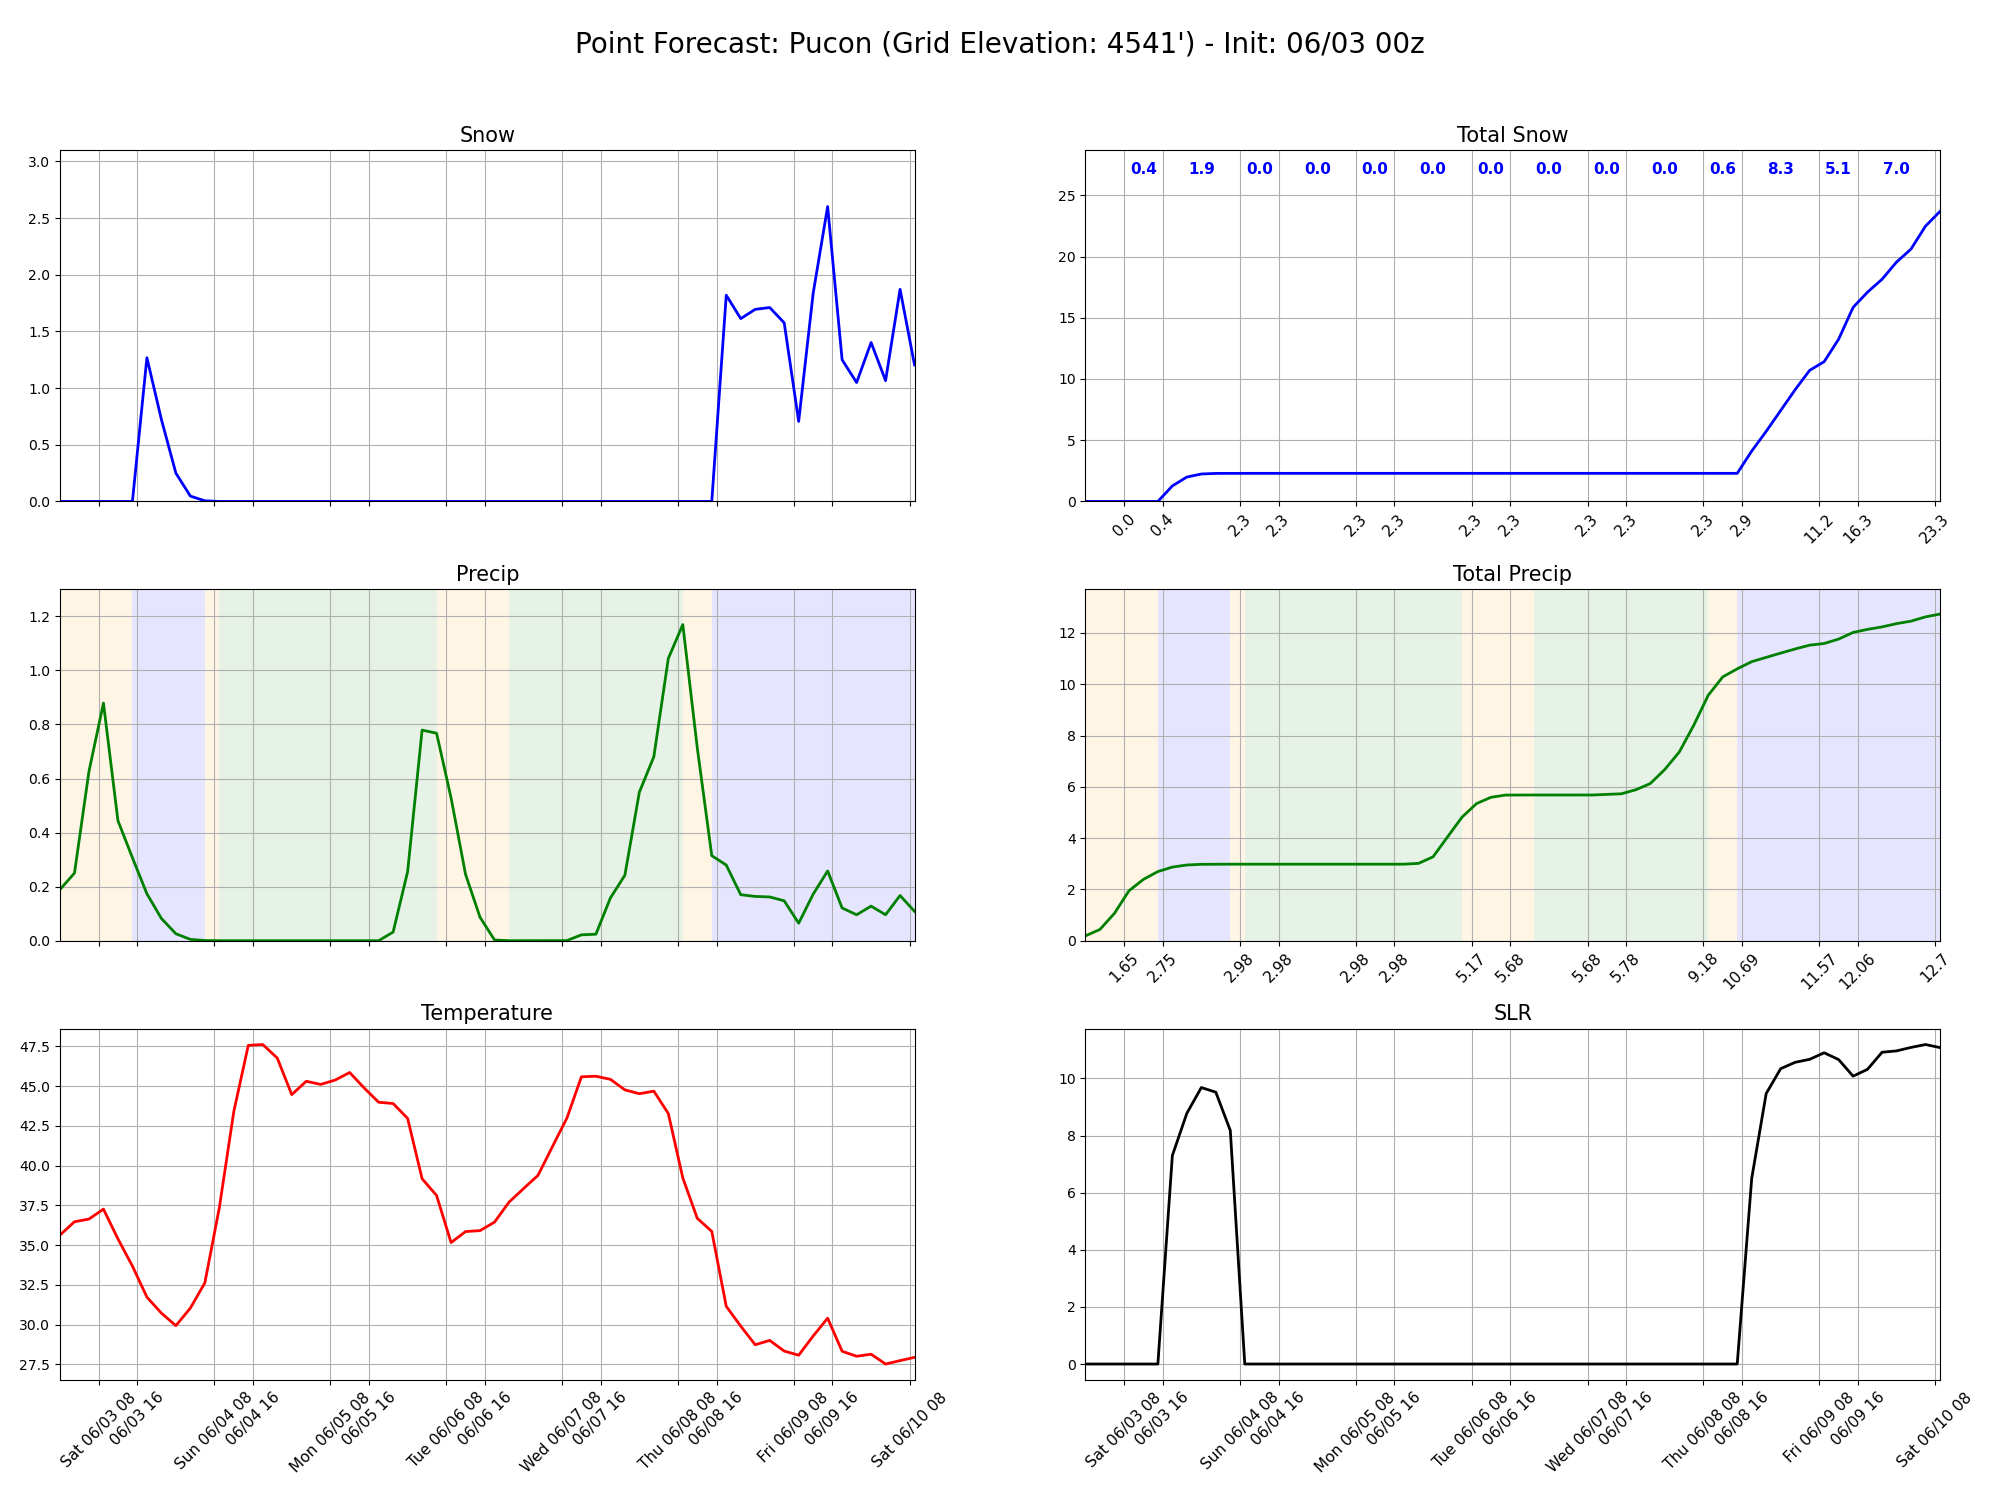 Point Forecast: Pucon (Grid Elevation: 4541') - Init: 06/03 00z
Snow
3.0
2.5
2.0
1.5
1.0
0.5
0.0
Total Snow
0.4 1.9 0.0 0.0 0.0 0.0 0.0 0.0 0.0 0.0 0.6 8.3 5.1 7.0
25
20
15
10
5
0
0.0 0.4 2.3 2.3 2.3 2.3 2.3 2.3 2.3 2.3 2.3 2.9 11.2 16.3 23.3
Precip
1.2
1.0
0.8
0.6
0.4
0.2
0.0
Total Precip
12
10
8
6
4
2
0
1.65 2.75 2.98 2.98 2.98 2.98 5.17 5.68 5.68 5.78 9.18 10.69 11.57 12.06 12.7
Temperature
47.5
45.0
42.5
40.0
37.5
35.0
32.5
30.0
27.5
Sat 06/03 08
06/03 16
Sun 06/04 08
06/04 16
Mon 06/05 08
06/05 16
Tue 06/06 08
06/06 16
Wed 06/07 08
06/07 16
Thu 06/08 08
06/08 16
Fri 06/09 08
06/09 16
Sat 06/10 08
SLR
10
8
6
4
2
0
Sat 06/03 08
06/03 16
Sun 06/04 08
06/04 16
Mon 06/05 08
06/05 16
Tue 06/06 08
06/06 16
Wed 06/07 08
06/07 16
Thu 06/08 08
06/08 16
Fri 06/09 08
06/09 16
Sat 06/10 08